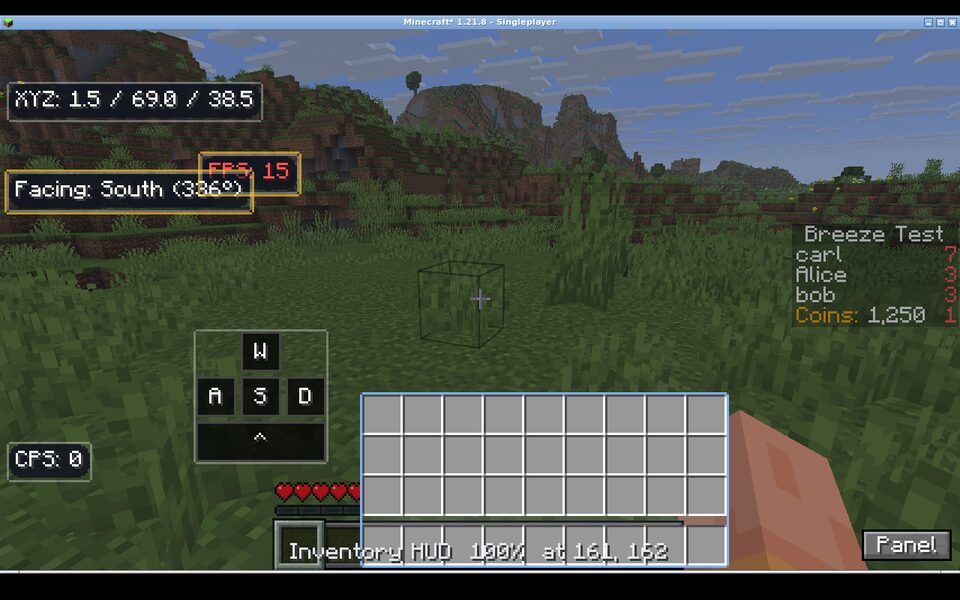 Minecraft* 1.21.8 - Singleplayer
XYZ: 1.5 / 69.0 / 38.5
FPS: 15
Facing: South (336°)
Breeze Test
carl 7
Alice 3
bob 3
Coins: 1,250 1
W
A S D
^
CPS: 0
Inventory HUD 100% at 161, 162
Panel